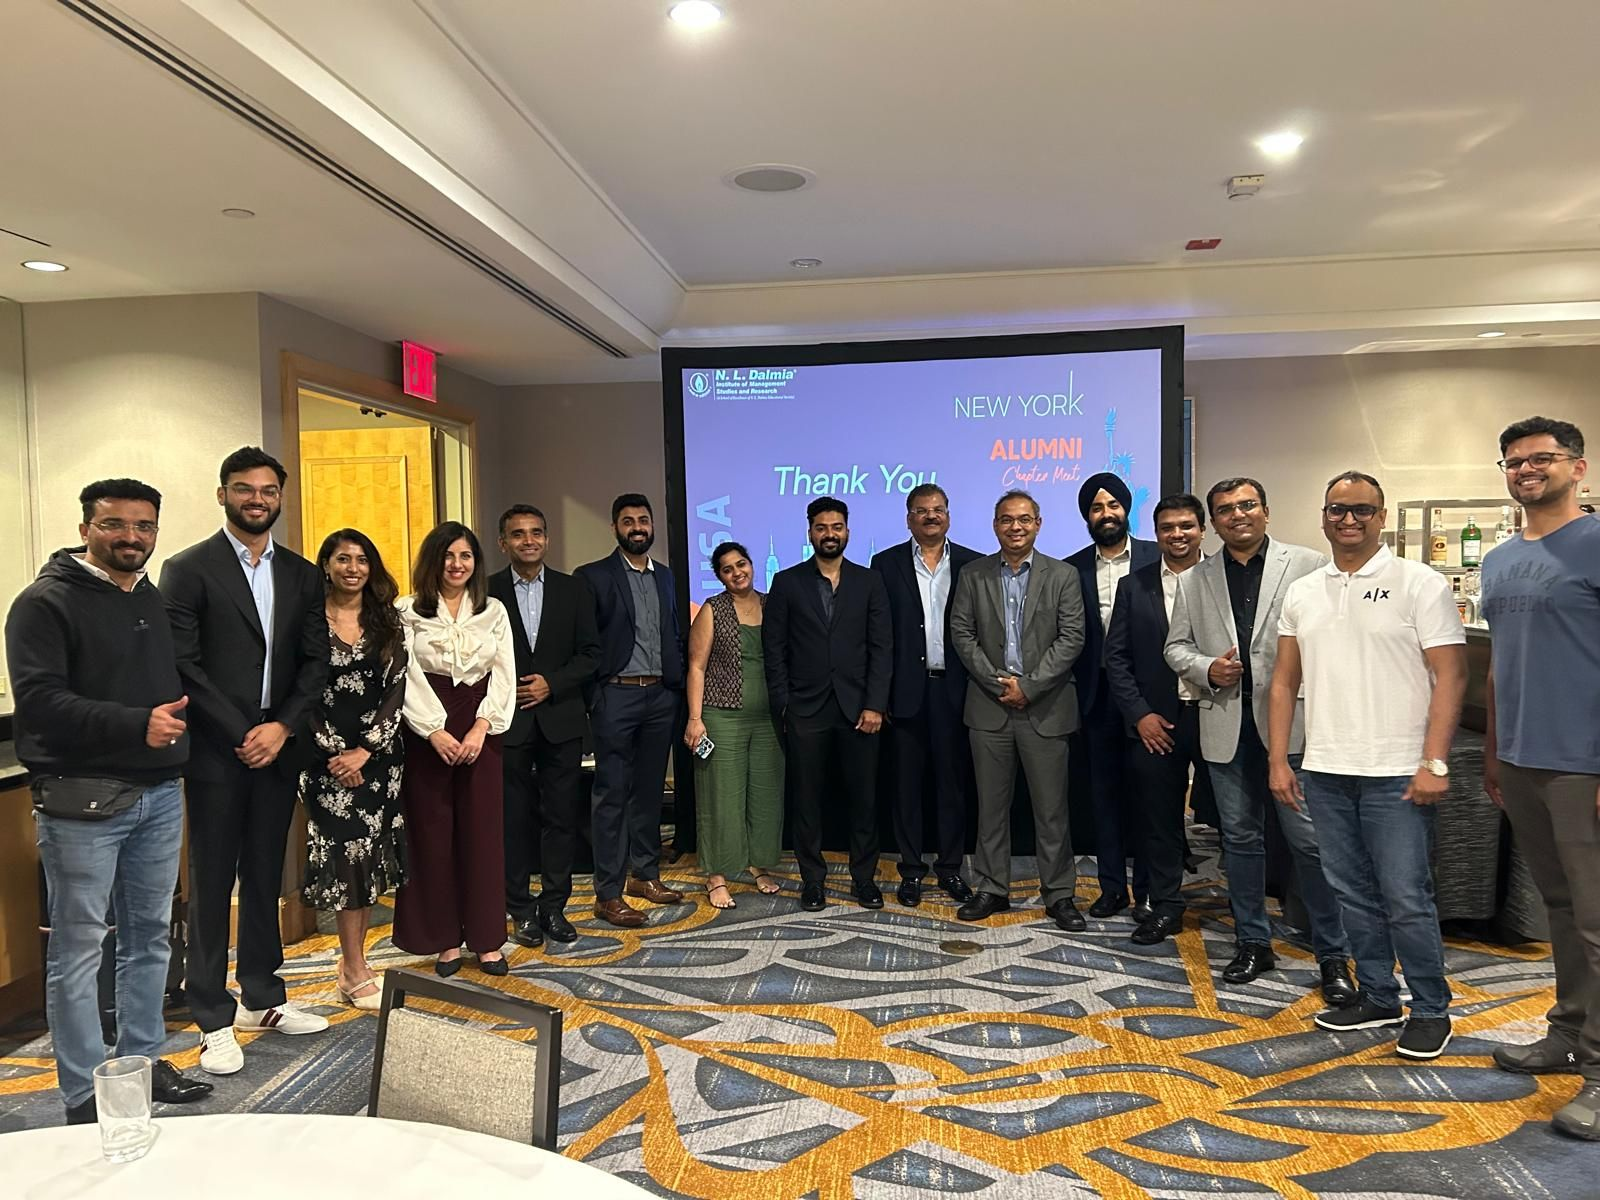 EXIT
N. L. Dalmia
Institute of Management
Studies and Research
NEW YORK
ALUMNI
Chapter Meet
Thank You
USA
A|X
BANANA
REPUBLIC